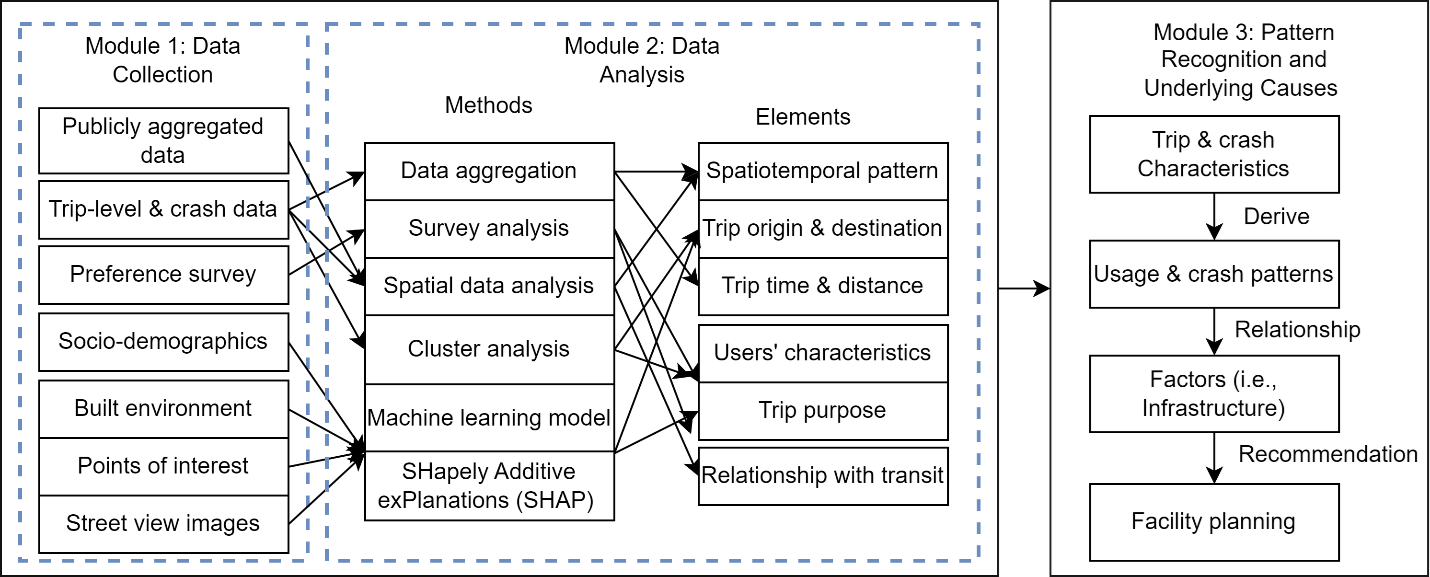 Module 1: Data
Collection
Publicly aggregated
data
Trip-level & crash data
Preference survey
Socio-demographics
Built environment
Points of interest
Street view images
Module 2: Data
Analysis
Methods
Data aggregation
Survey analysis
Spatial data analysis
Cluster analysis
Machine learning model
SHapely Additive
exPlanations (SHAP)
Elements
Spatiotemporal pattern
Trip origin & destination
Trip time & distance
Users' characteristics
Trip purpose
Relationship with transit
Module 3: Pattern
Recognition and
Underlying Causes
Trip & crash
Characteristics
Derive
Usage & crash patterns
Relationship
Factors (i.e.,
Infrastructure)
Recommendation
Facility planning